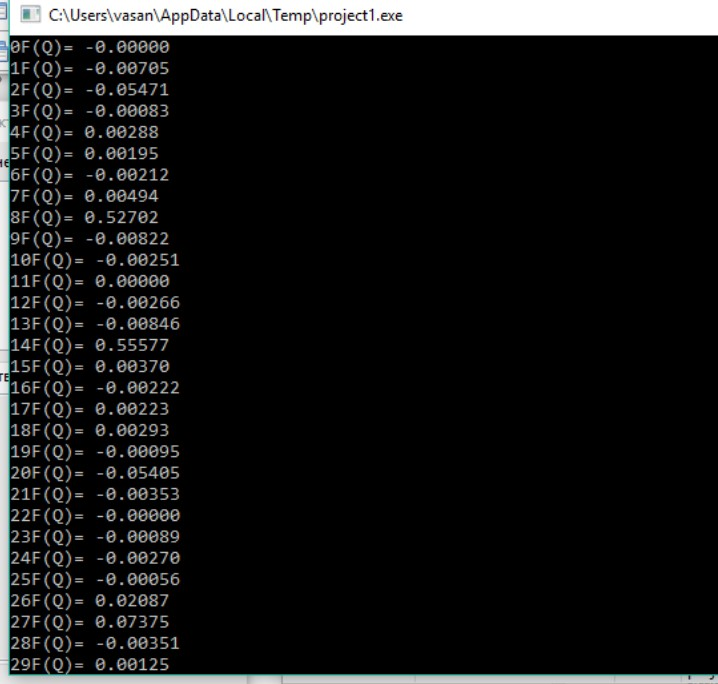 C:\Users\vasan\AppData\Local\Temp\project1.exe
0F(Q)= -0.00000
1F(Q)= -0.00705
2F(Q)= -0.05471
3F(Q)= -0.00083
4F(Q)= 0.00288
5F(Q)= 0.00195
6F(Q)= -0.00212
7F(Q)= 0.00494
8F(Q)= 0.52702
9F(Q)= -0.00822
10F(Q)= -0.00251
11F(Q)= 0.00000
12F(Q)= -0.00266
13F(Q)= -0.00846
14F(Q)= 0.55577
15F(Q)= 0.00370
16F(Q)= -0.00222
17F(Q)= 0.00223
18F(Q)= 0.00293
19F(Q)= -0.00095
20F(Q)= -0.05405
21F(Q)= -0.00353
22F(Q)= -0.00000
23F(Q)= -0.00089
24F(Q)= -0.00270
25F(Q)= -0.00056
26F(Q)= 0.02087
27F(Q)= 0.07375
28F(Q)= -0.00351
29F(Q)= 0.00125